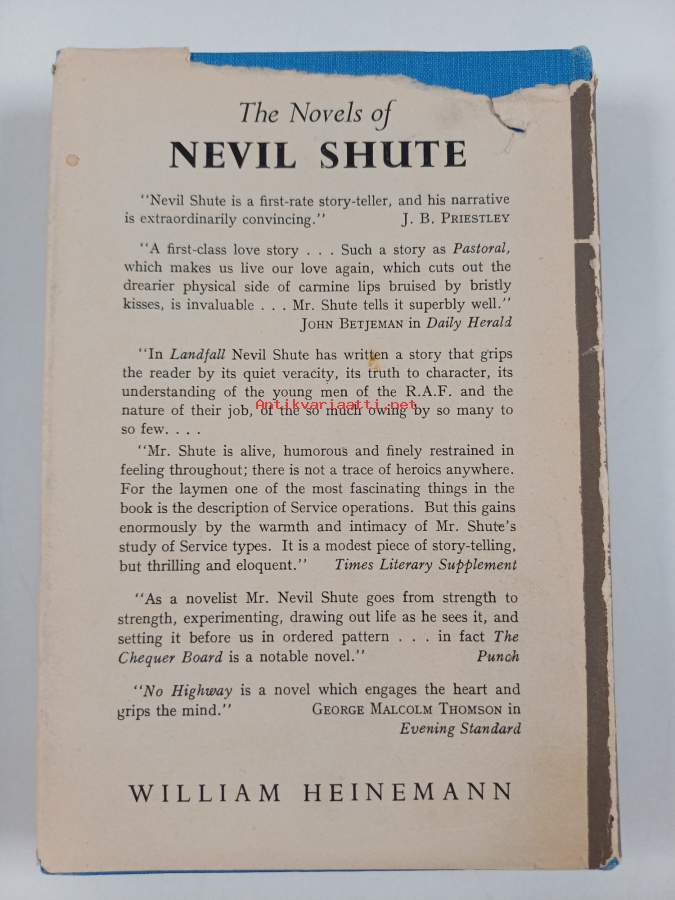 The Novels of
NEVIL SHUTE
"Nevil Shute is a first-rate story-teller, and his narrative
is extraordinarily convincing." J. B. PRIESTLEY
"A first-class love story . . . Such a story as Pastoral,
which makes us live our love again, which cuts out the
drearier physical side of carmine lips bruised by bristly
kisses, is invaluable . . . Mr. Shute tells it superbly well."
JOHN BETJEMAN in Daily Herald
"In Landfall Nevil Shute has written a story that grips
the reader by its quiet veracity, its truth to character, its
understanding of the young men of the R.A.F. and the
nature of their job, of the so much owing by so many to
so few. . . .
Antikvariaatti.net
"Mr. Shute is alive, humorous and finely restrained in
feeling throughout; there is not a trace of heroics anywhere.
For the laymen one of the most fascinating things in the
book is the description of Service operations. But this gains
enormously by the warmth and intimacy of Mr. Shute's
study of Service types. It is a modest piece of story-telling,
but thrilling and eloquent." Times Literary Supplement
"As a novelist Mr. Nevil Shute goes from strength to
strength, experimenting, drawing out life as he sees it, and
setting it before us in ordered pattern . . . in fact The
Chequer Board is a notable novel." Punch
"No Highway is a novel which engages the heart and
grips the mind." GEORGE MALCOLM THOMSON in
Evening Standard
WILLIAM HEINEMANN